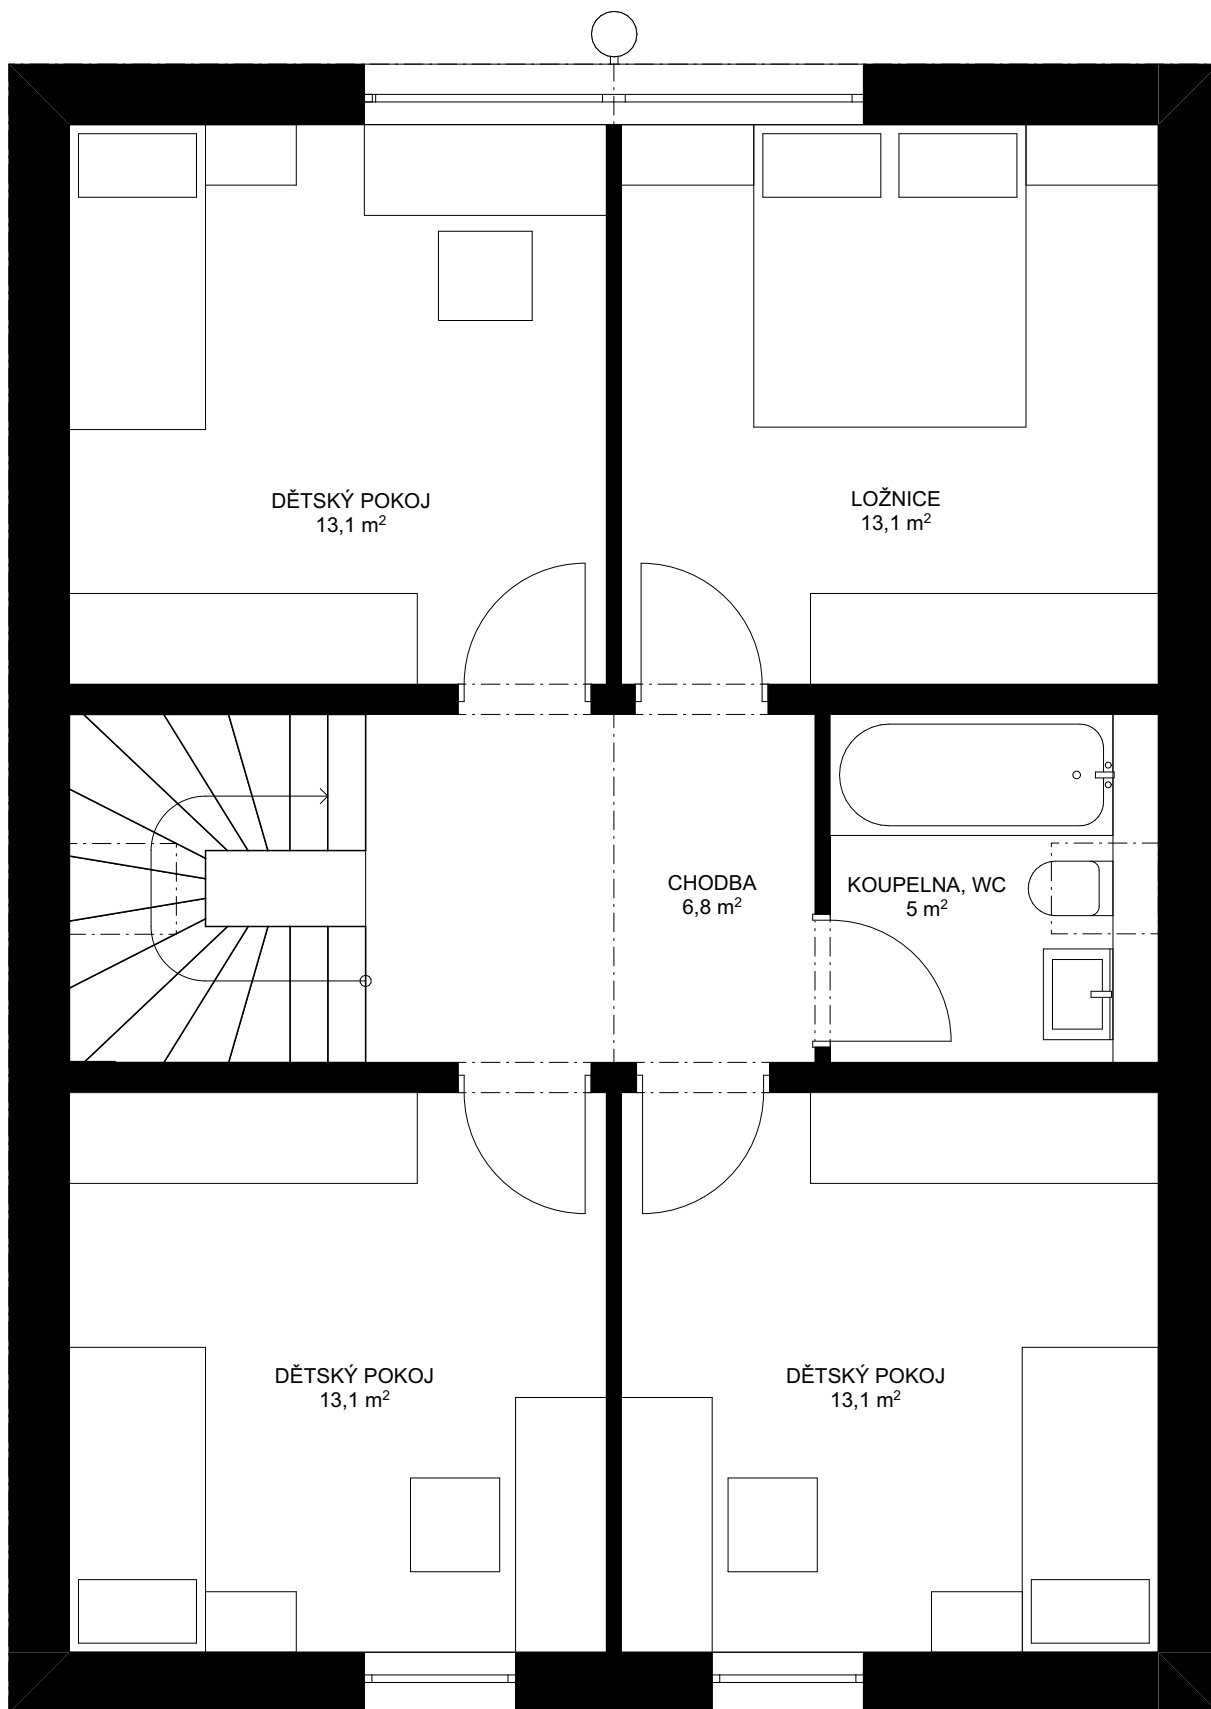 DĚTSKÝ POKOJ
13,1 m²
LOŽNICE
13,1 m²
CHODBA
6,8 m²
KOUPELNA, WC
5 m²
DĚTSKÝ POKOJ
13,1 m²
DĚTSKÝ POKOJ
13,1 m²